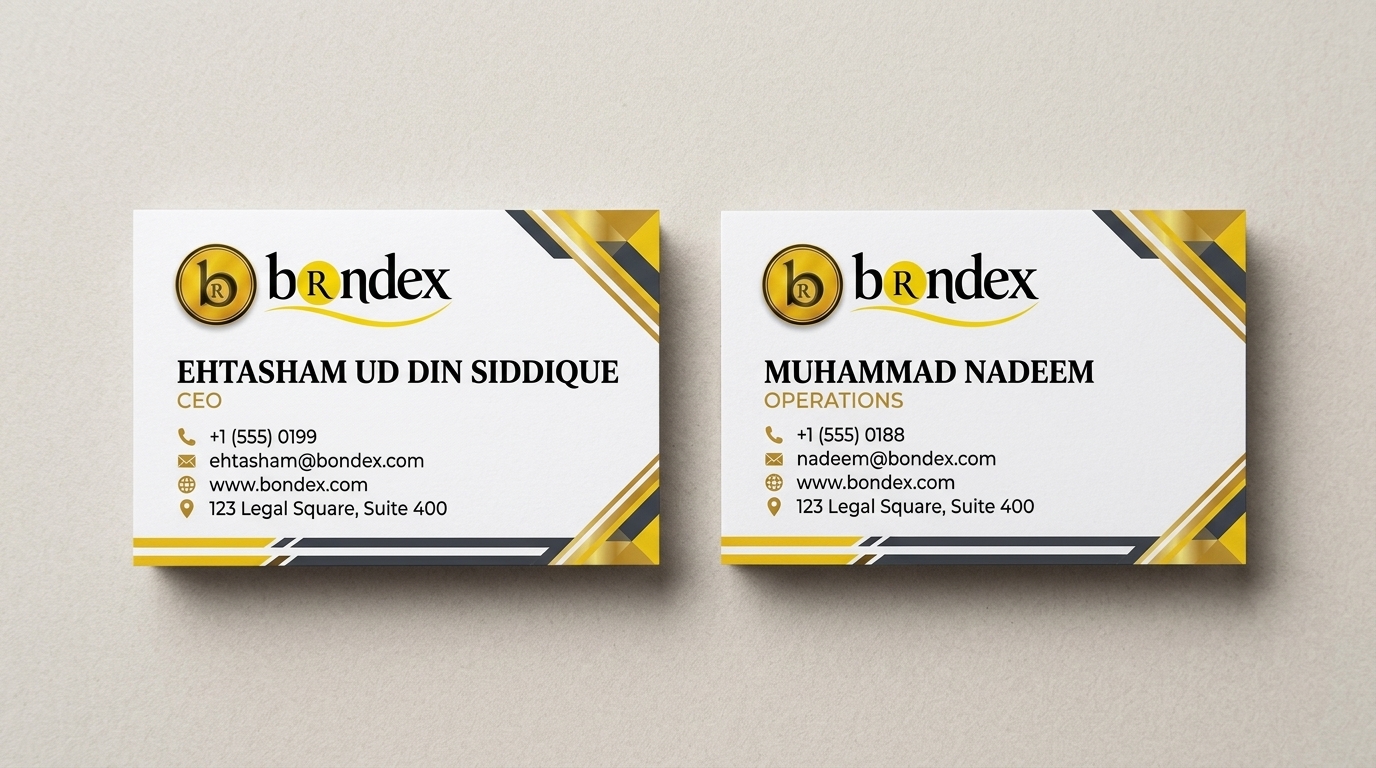 bR
bRndex
EHTASHAM UD DIN SIDDIQUE
CEO
+1 (555) 0199
ehtasham@bondex.com
www.bondex.com
123 Legal Square, Suite 400
bR
bRndex
MUHAMMAD NADEEM
OPERATIONS
+1 (555) 0188
nadeem@bondex.com
www.bondex.com
123 Legal Square, Suite 400